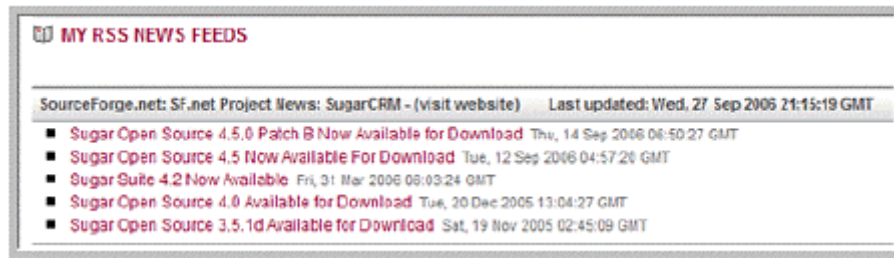 MY RSS NEWS FEEDS
SourceForge.net: SF.net Project News: SugarCRM - (visit website) Last updated: Wed, 27 Sep 2006 21:15:19 GMT
Sugar Open Source 4.5.0 Patch B Now Available for Download Thu, 14 Sep 2006 06:50:27 GMT
Sugar Open Source 4.5 Now Available For Download Tue, 12 Sep 2006 04:57:20 GMT
Sugar Suite 4.2 Now Available Fri, 31 Mar 2006 06:03:24 GMT
Sugar Open Source 4.0 Available for Download Tue, 20 Dec 2005 13:04:27 GMT
Sugar Open Source 3.5.1d Available for Download Sat, 19 Nov 2005 02:45:09 GMT